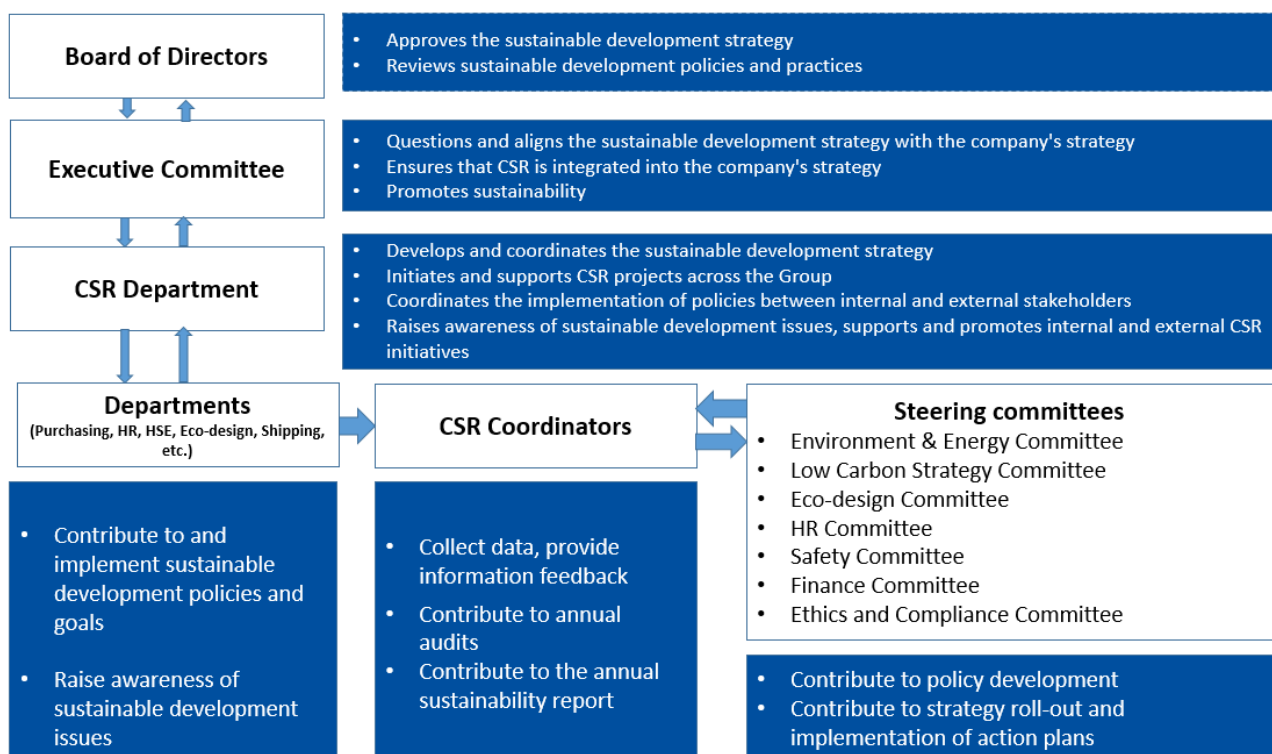 Board of Directors
• Approves the sustainable development strategy
• Reviews sustainable development policies and practices
Executive Committee
• Questions and aligns the sustainable development strategy with the company's strategy
• Ensures that CSR is integrated into the company's strategy
• Promotes sustainability
CSR Department
• Develops and coordinates the sustainable development strategy
• Initiates and supports CSR projects across the Group
• Coordinates the implementation of policies between internal and external stakeholders
• Raises awareness of sustainable development issues, supports and promotes internal and external CSR
initiatives
Departments
(Purchasing, HR, HSE, Eco-design, Shipping,
etc.)
• Contribute to and
implement sustainable
development policies and
goals
• Raise awareness of
sustainable development
issues
CSR Coordinators
• Collect data, provide
information feedback
• Contribute to annual
audits
• Contribute to the annual
sustainability report
Steering committees
• Environment & Energy Committee
• Low Carbon Strategy Committee
• Eco-design Committee
• HR Committee
• Safety Committee
• Finance Committee
• Ethics and Compliance Committee
• Contribute to policy development
• Contribute to strategy roll-out and
implementation of action plans